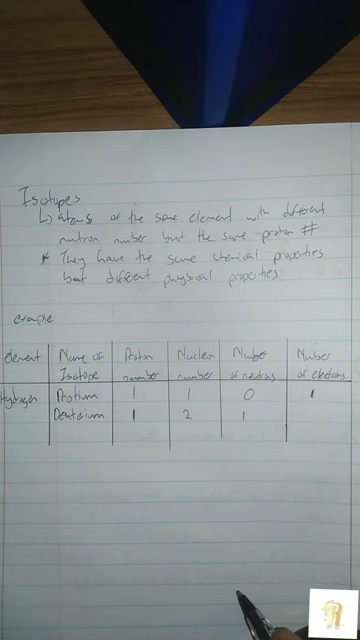 Isotopes
↳ atoms of the same element with different
nutron number but the same proton #
* They have the same chemical properties
but different physical properties
example
element | Name of Isotope | Proton number | Nucleon number | Number of neutrons | Number of electrons
Hydrogen | Protium | 1 | 1 | 0 | 1
Deuterium | 1 | 2 | 1